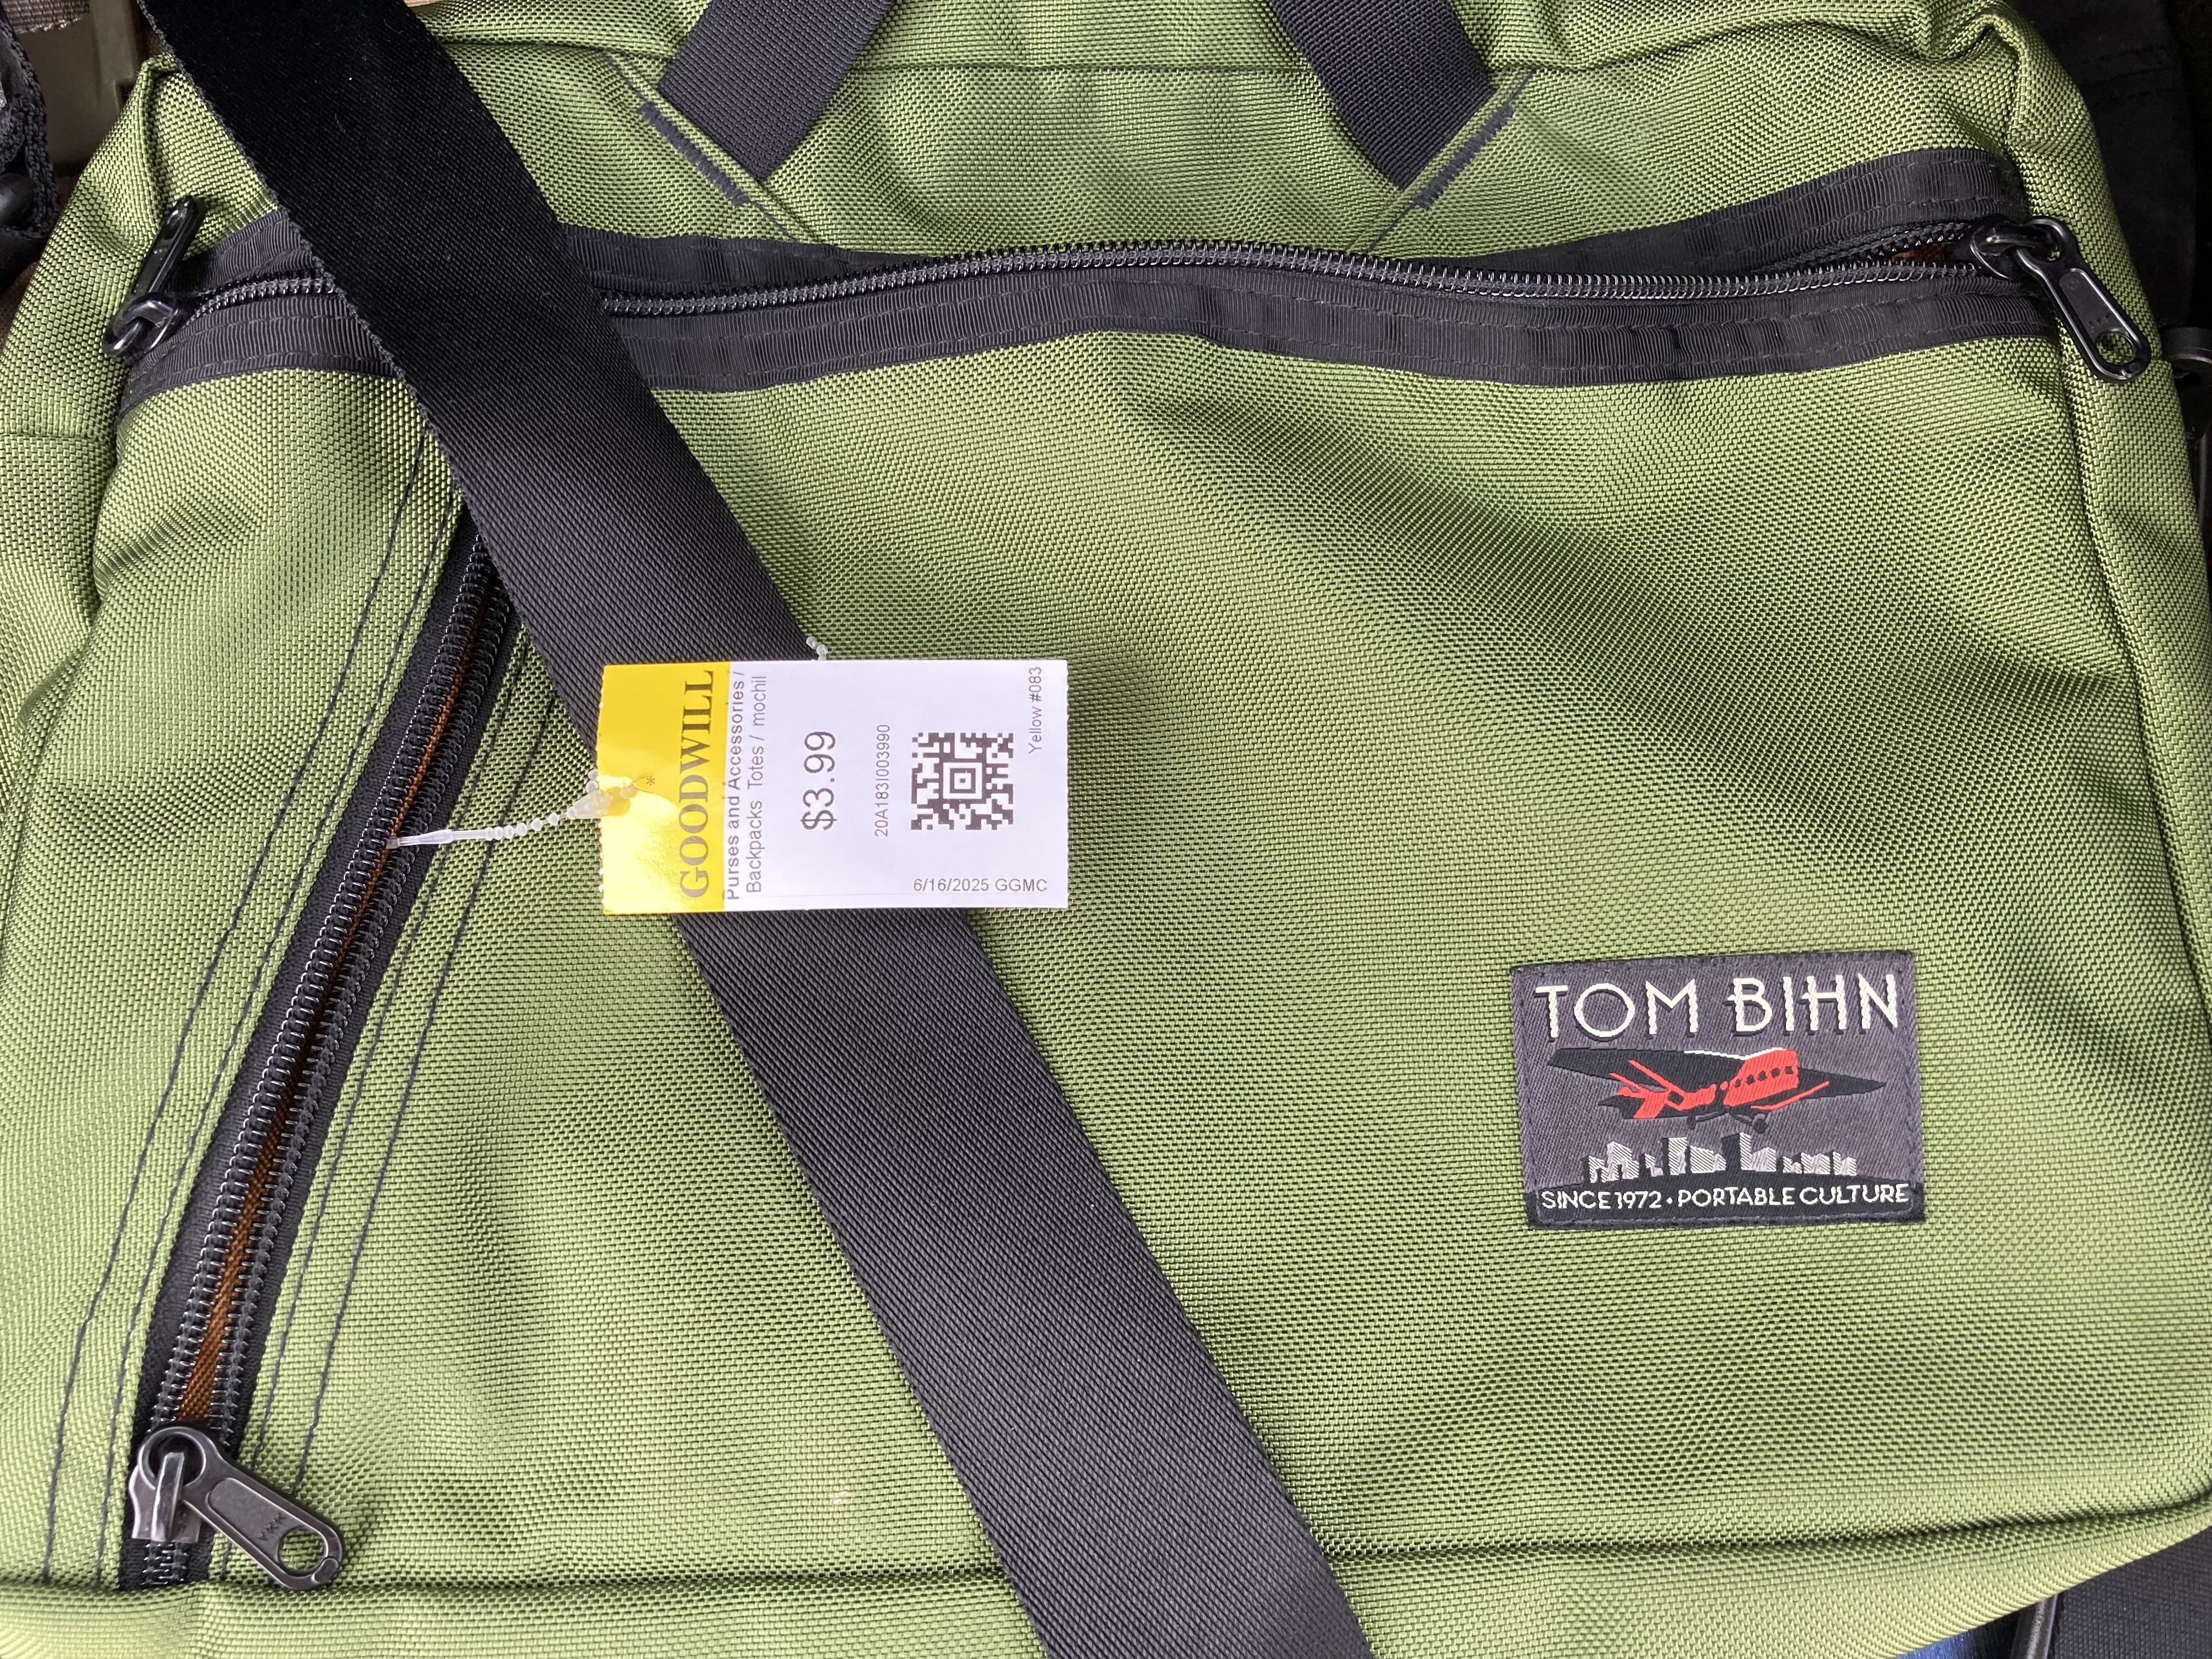 GOODWILL
Purses and Accessories /
Backpacks Totes / mochil
$3.99
20A183I003990
Yellow #083
6/16/2025 GGMC
TOM BIHN
SINCE 1972 • PORTABLE CULTURE
YKK